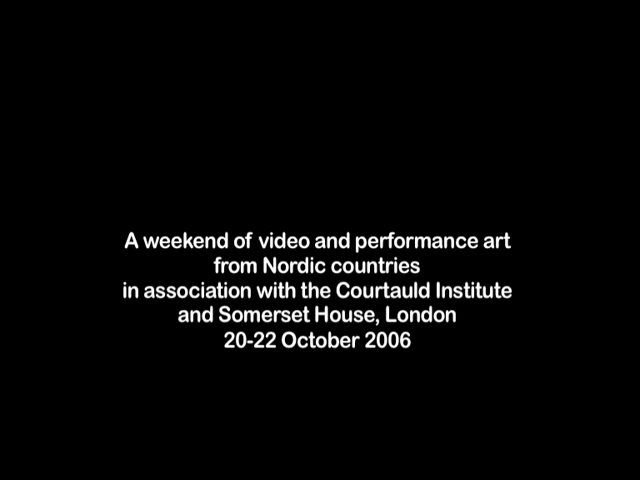 A weekend of video and performance art
from Nordic countries
in association with the Courtauld Institute
and Somerset House, London
20-22 October 2006